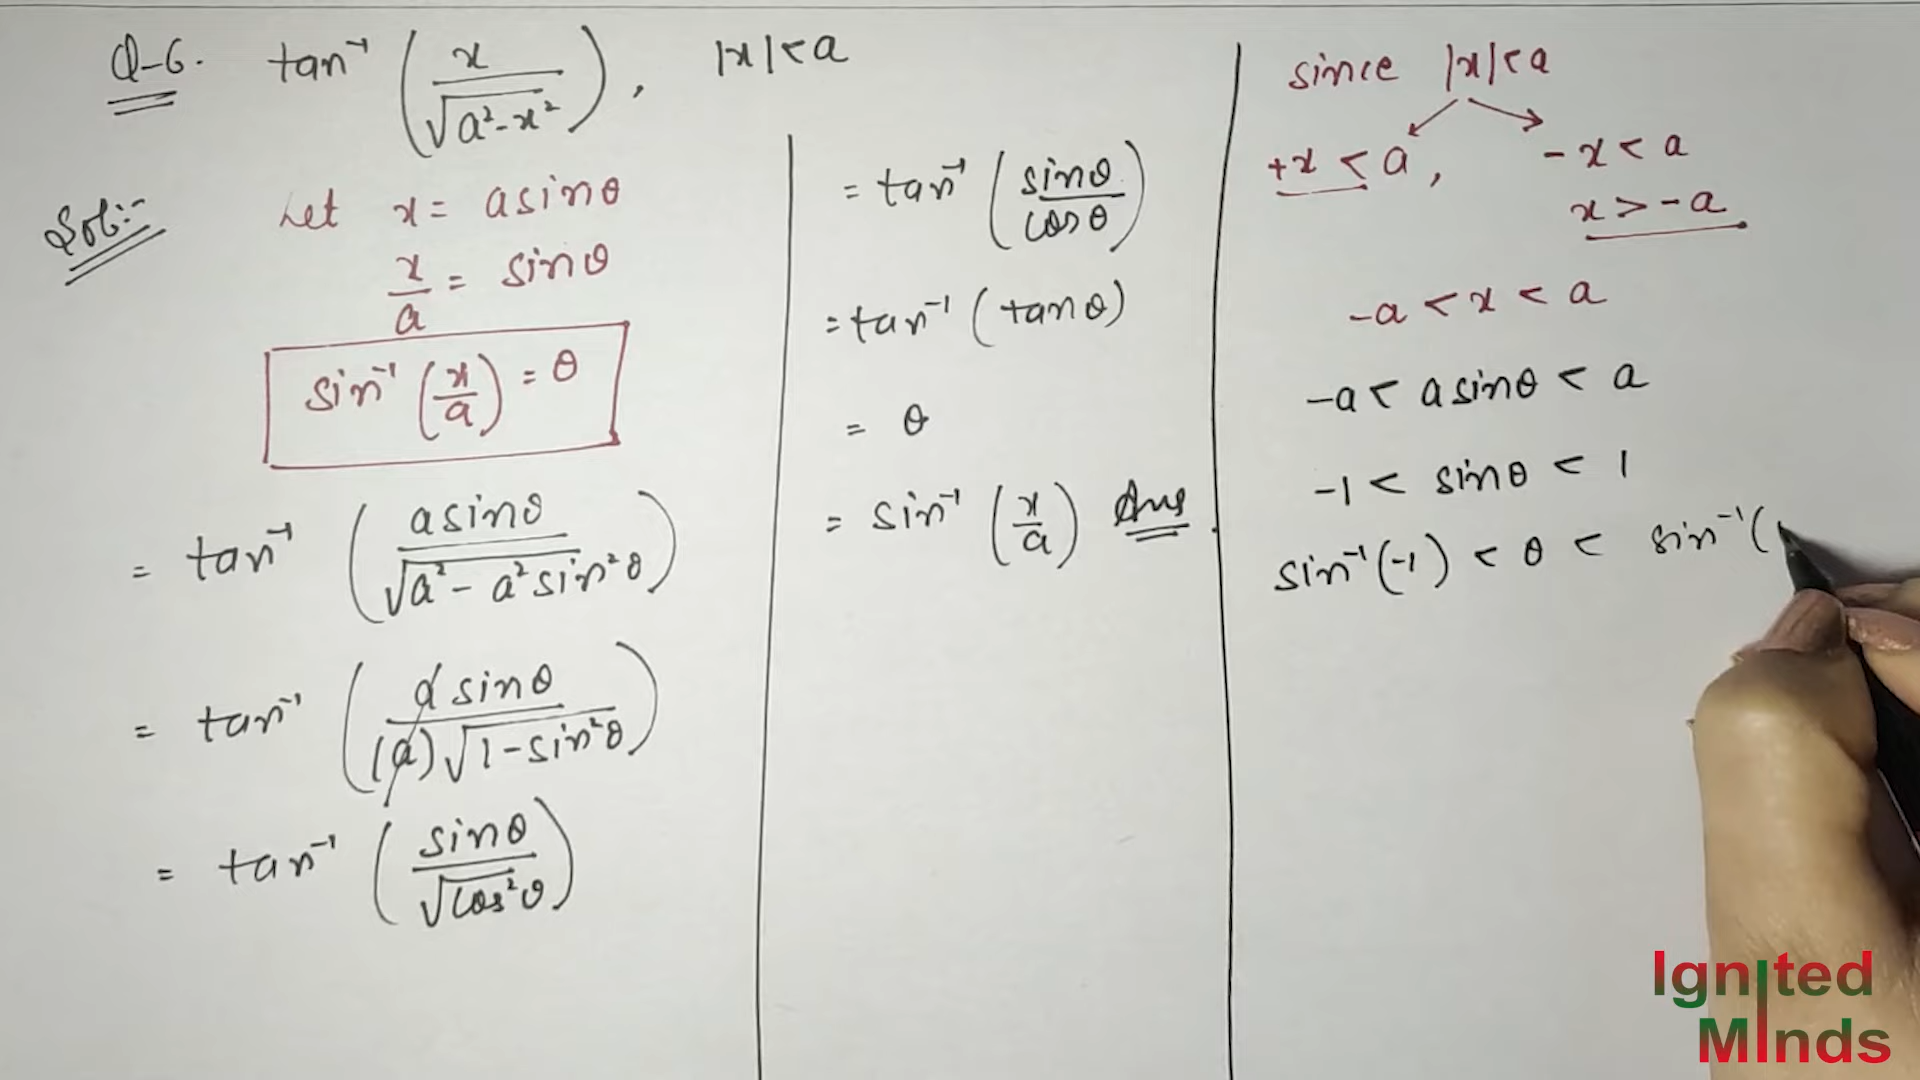 Q-6. tan⁻¹ (x/√(a²-x²)), |x|<a
Sol:-
Let x = a sinθ
x/a = sinθ
sin⁻¹ (x/a) = θ
= tan⁻¹ (a sinθ/√(a² - a² sin²θ))
= tan⁻¹ (a sinθ/(a)√(1-sin²θ))
= tan⁻¹ (sinθ/√(cos²θ))
= tan⁻¹ (sinθ/cosθ)
= tan⁻¹ (tanθ)
= θ
= sin⁻¹ (x/a) Ans.
since |x|<a
+x < a, -x < a
x > -a
-a < x < a
-a < a sinθ < a
-1 < sinθ < 1
sin⁻¹(-1) < θ < sin⁻¹(
Ignited
Minds